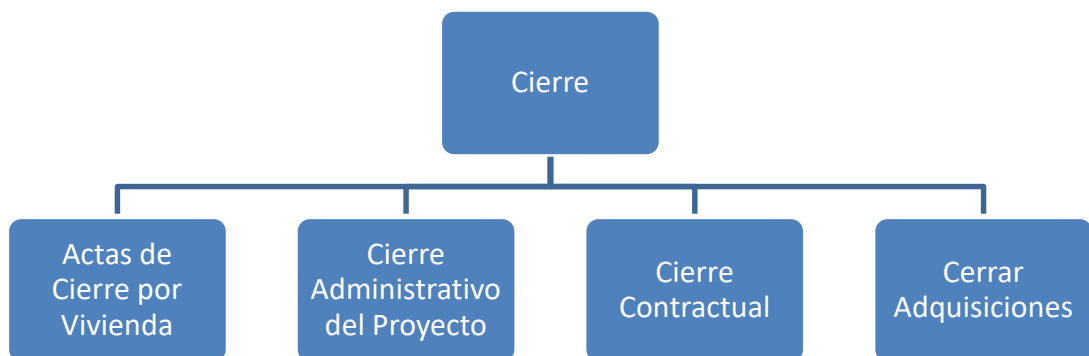 Cierre
Actas de
Cierre por
Vivienda
Cierre
Administrativo
del Proyecto
Cierre
Contractual
Cerrar
Adquisiciones